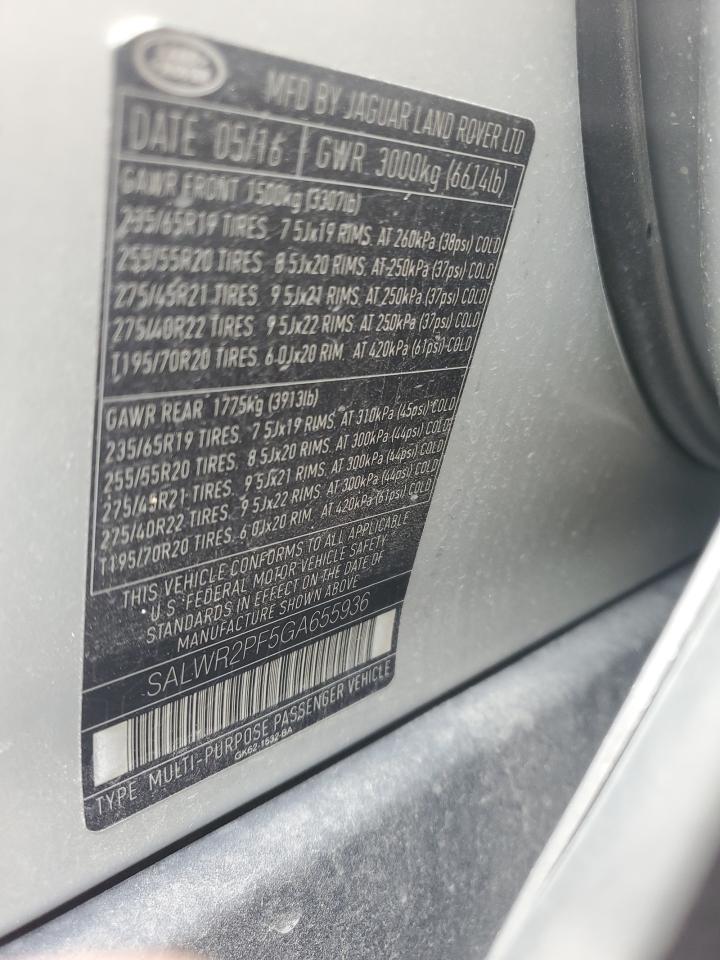 LAND
ROVER
MFD BY JAGUAR LAND ROVER LTD
DATE 05/16 GWR 3000kg (6614lb)
GAWR FRONT 1500kg (3307lb)
235/65R19 TIRES, 7.5Jx19 RIMS, AT 260kPa (38psi) COLD
255/55R20 TIRES, 8.5Jx20 RIMS, AT 250kPa (37psi) COLD
275/45R21 TIRES, 9.5Jx21 RIMS, AT 250kPa (37psi) COLD
275/40R22 TIRES, 9.5Jx22 RIMS, AT 250kPa (37psi) COLD
T195/70R20 TIRES, 6.0Jx20 RIM, AT 420kPa (61psi) COLD
GAWR REAR 1775kg (3913lb)
235/65R19 TIRES, 7.5Jx19 RIMS, AT 310kPa (45psi) COLD
255/55R20 TIRES, 8.5Jx20 RIMS, AT 300kPa (44psi) COLD
275/45R21 TIRES, 9.5Jx21 RIMS, AT 300kPa (44psi) COLD
275/40R22 TIRES, 9.5Jx22 RIMS, AT 300kPa (44psi) COLD
T195/70R20 TIRES, 6.0Jx20 RIM, AT 420kPa (61psi) COLD
THIS VEHICLE CONFORMS TO ALL APPLICABLE
U.S. FEDERAL MOTOR VEHICLE SAFETY
STANDARDS IN EFFECT ON THE DATE OF
MANUFACTURE SHOWN ABOVE
SALWR2PF5GA655936
TYPE MULTI-PURPOSE PASSENGER VEHICLE
GK62-1532-BA